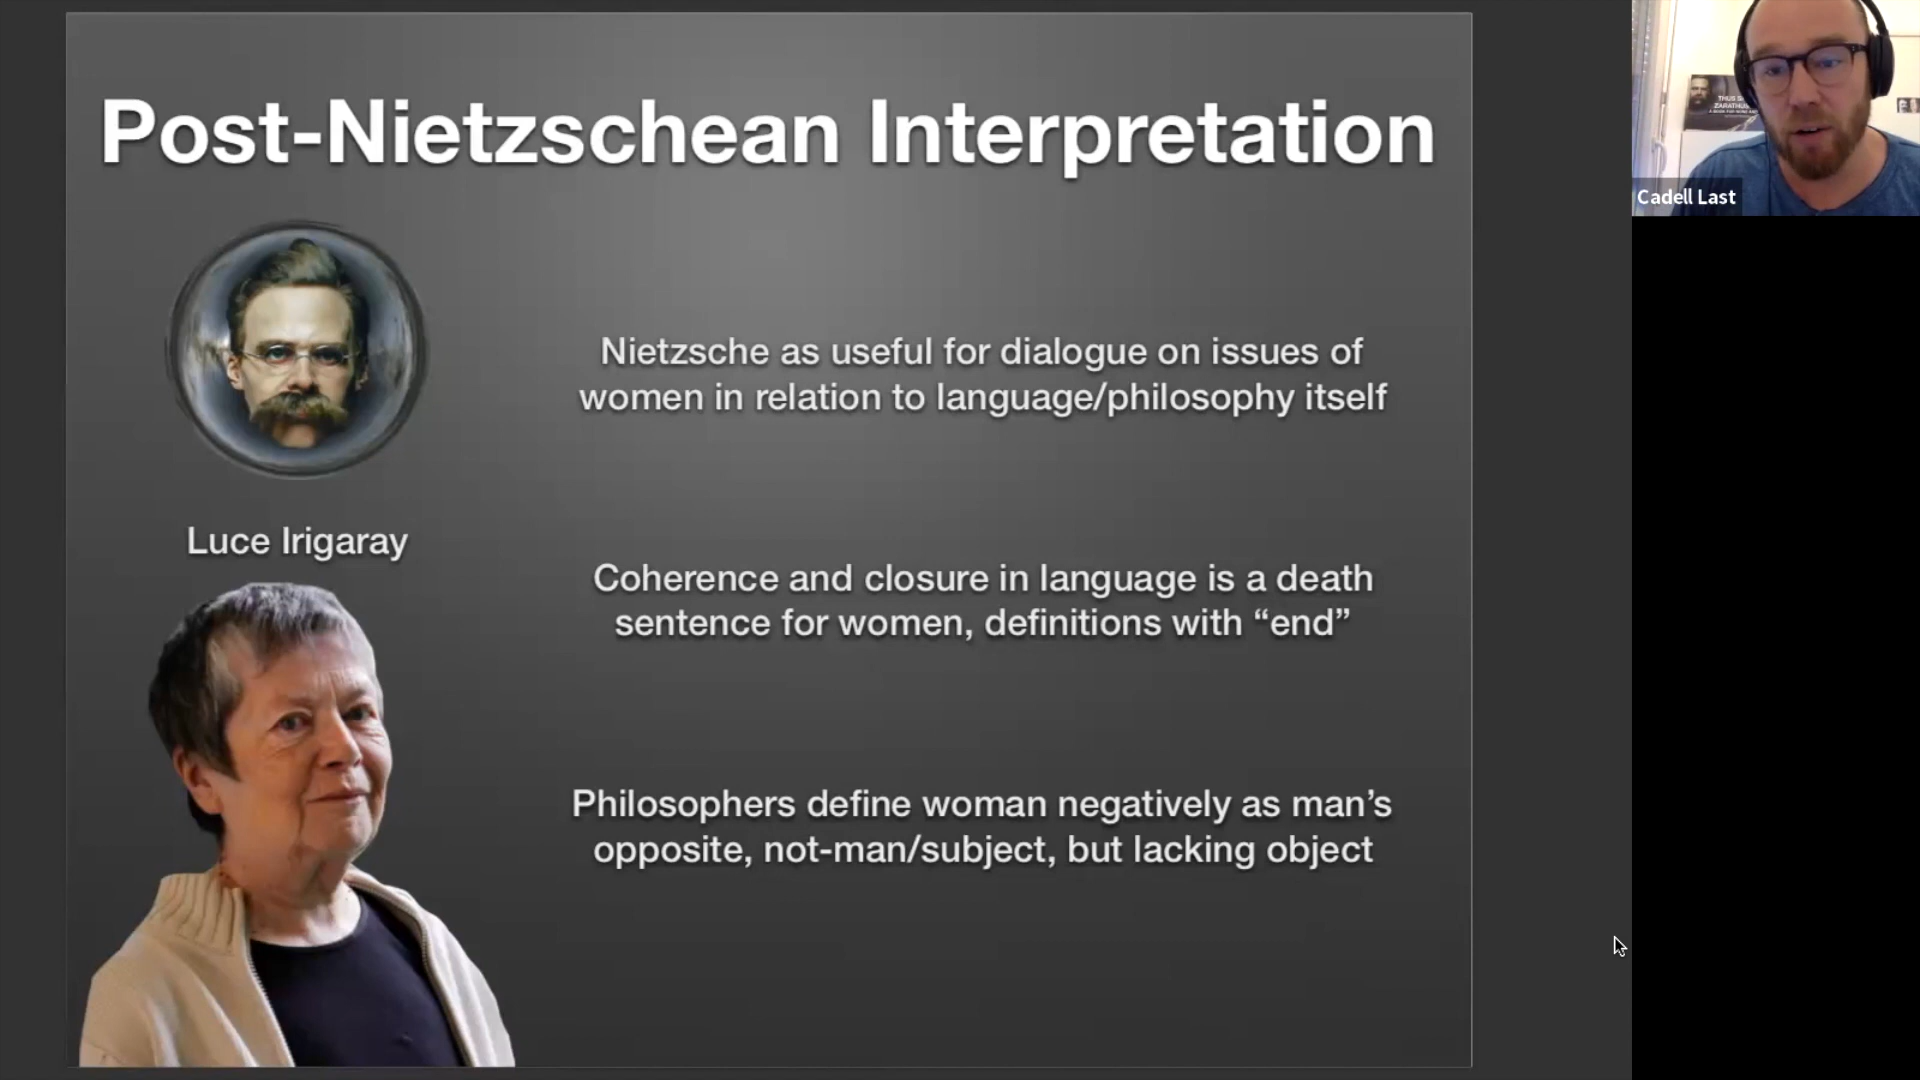 Post-Nietzschean Interpretation
Nietzsche as useful for dialogue on issues of
women in relation to language/philosophy itself
Luce Irigaray
Coherence and closure in language is a death
sentence for women, definitions with “end”
Philosophers define woman negatively as man’s
opposite, not-man/subject, but lacking object
Cadell Last